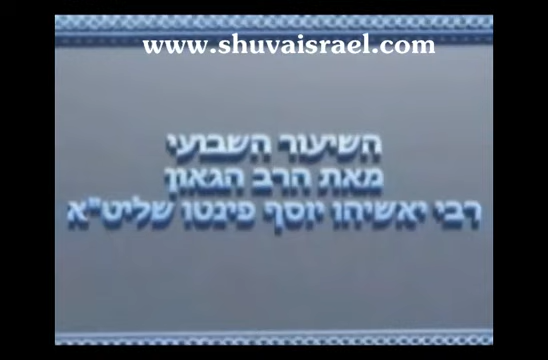 www.shuvaisrael.com
השיעור השבועי
מאת הרב הגאון
רבי יאשיהו יוסף פינטו שליט"א